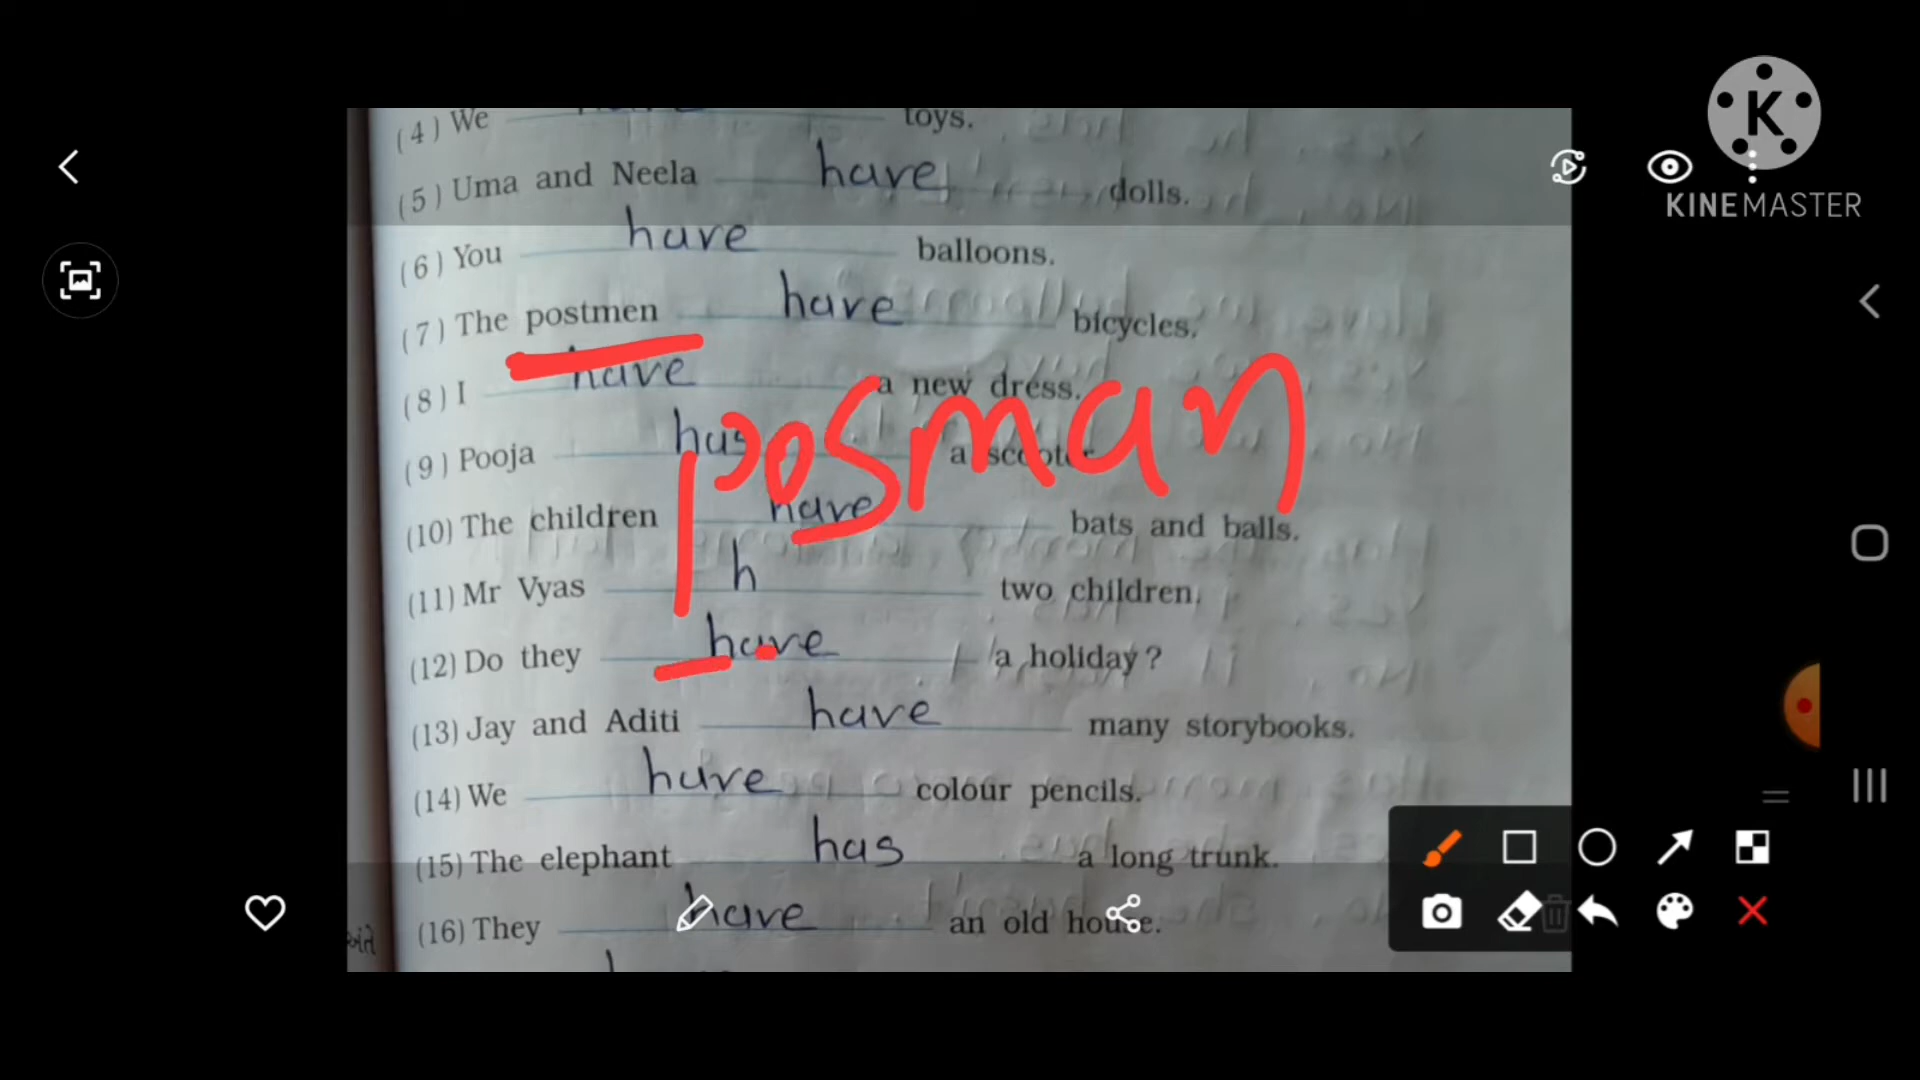 (4) We have toys.
K
KINEMASTER
(5) Uma and Neela have dolls.
(6) You have balloons.
(7) The postmen have bicycles.
(8) I have a new dress.
posman
(9) Pooja has a scooter
(10) The children have bats and balls.
(11) Mr Vyas h two children.
(12) Do they have a holiday?
(13) Jay and Aditi have many storybooks.
(14) We have colour pencils.
(15) The elephant has a long trunk.
(16) They have an old house.
અંતે